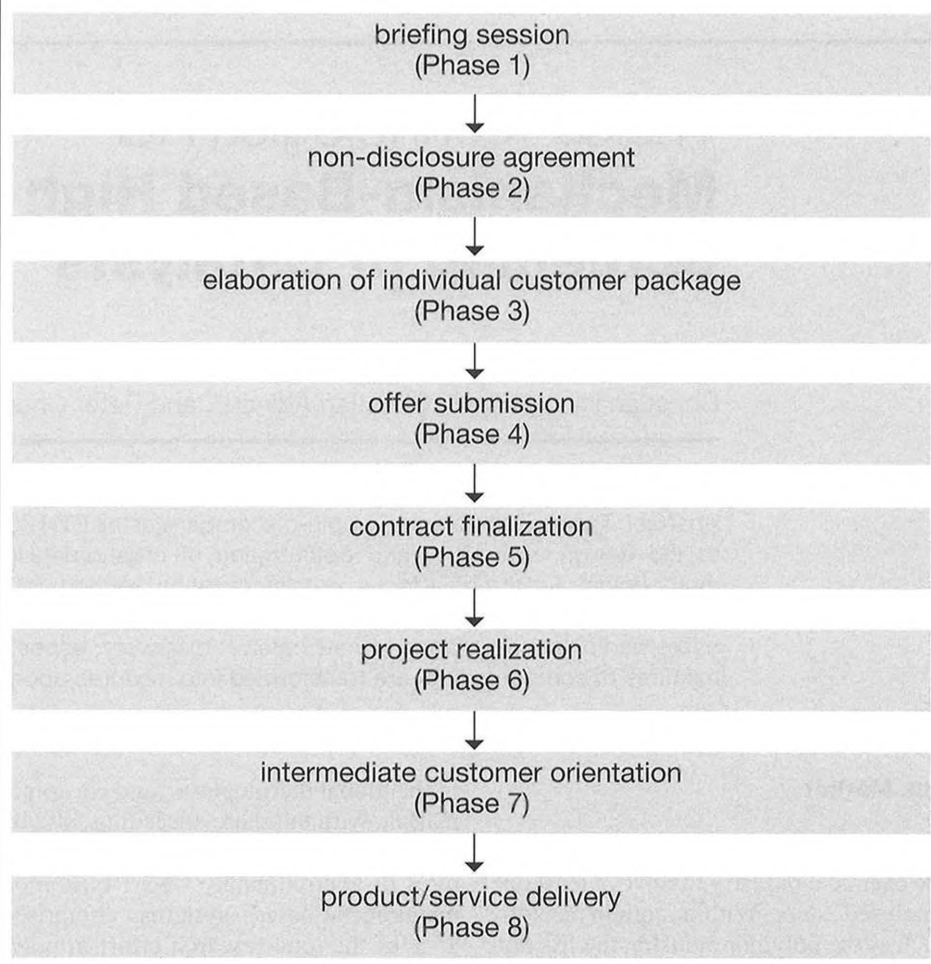 briefing session
(Phase 1)
non-disclosure agreement
(Phase 2)
elaboration of individual customer package
(Phase 3)
offer submission
(Phase 4)
contract finalization
(Phase 5)
project realization
(Phase 6)
intermediate customer orientation
(Phase 7)
product/service delivery
(Phase 8)